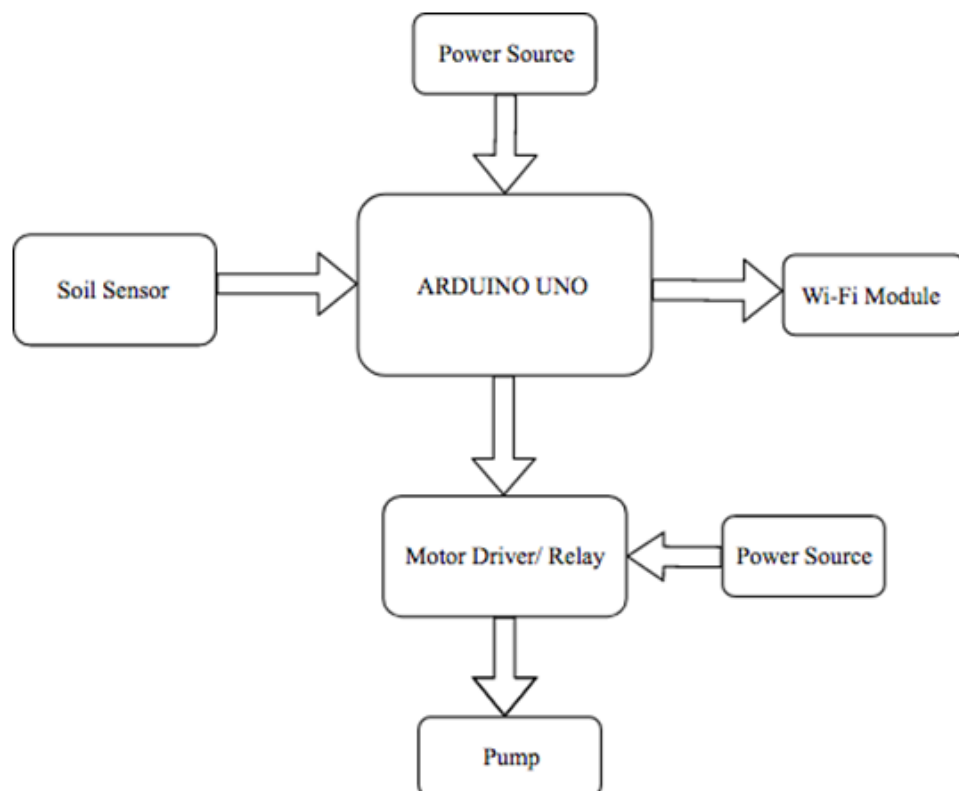 Power Source
Soil Sensor
ARDUINO UNO
Wi-Fi Module
Motor Driver/ Relay
Power Source
Pump